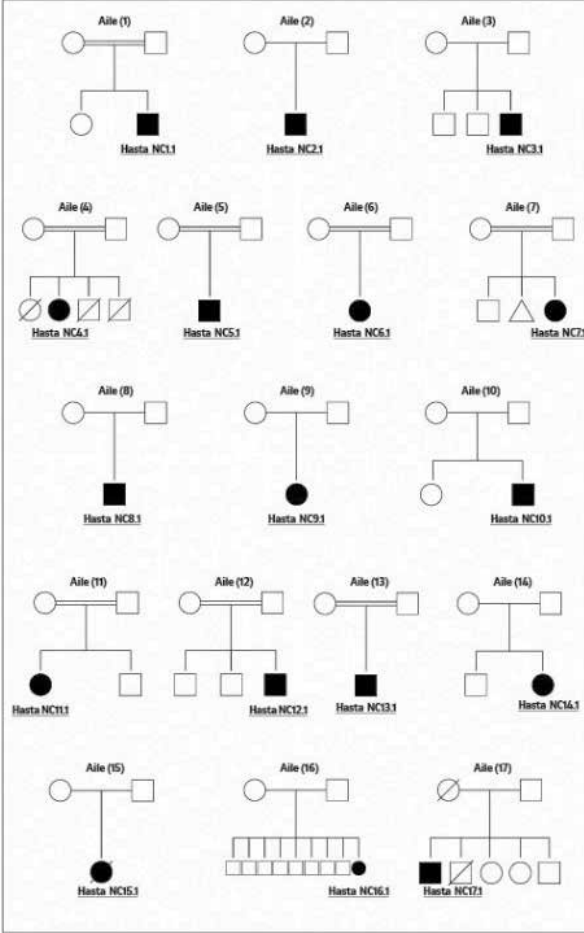 Aile (1)
Aile (2)
Aile (3)
Hasta NC1.1
Hasta NC2.1
Hasta NC3.1
Aile (4)
Aile (5)
Aile (6)
Aile (7)
Hasta NC4.1
Hasta NC5.1
Hasta NC6.1
Hasta NC7.1
Aile (8)
Aile (9)
Aile (10)
Hasta NC8.1
Hasta NC9.1
Hasta NC10.1
Aile (11)
Aile (12)
Aile (13)
Aile (14)
Hasta NC11.1
Hasta NC12.1
Hasta NC13.1
Hasta NC14.1
Aile (15)
Aile (16)
Aile (17)
Hasta NC15.1
Hasta NC16.1
Hasta NC17.1